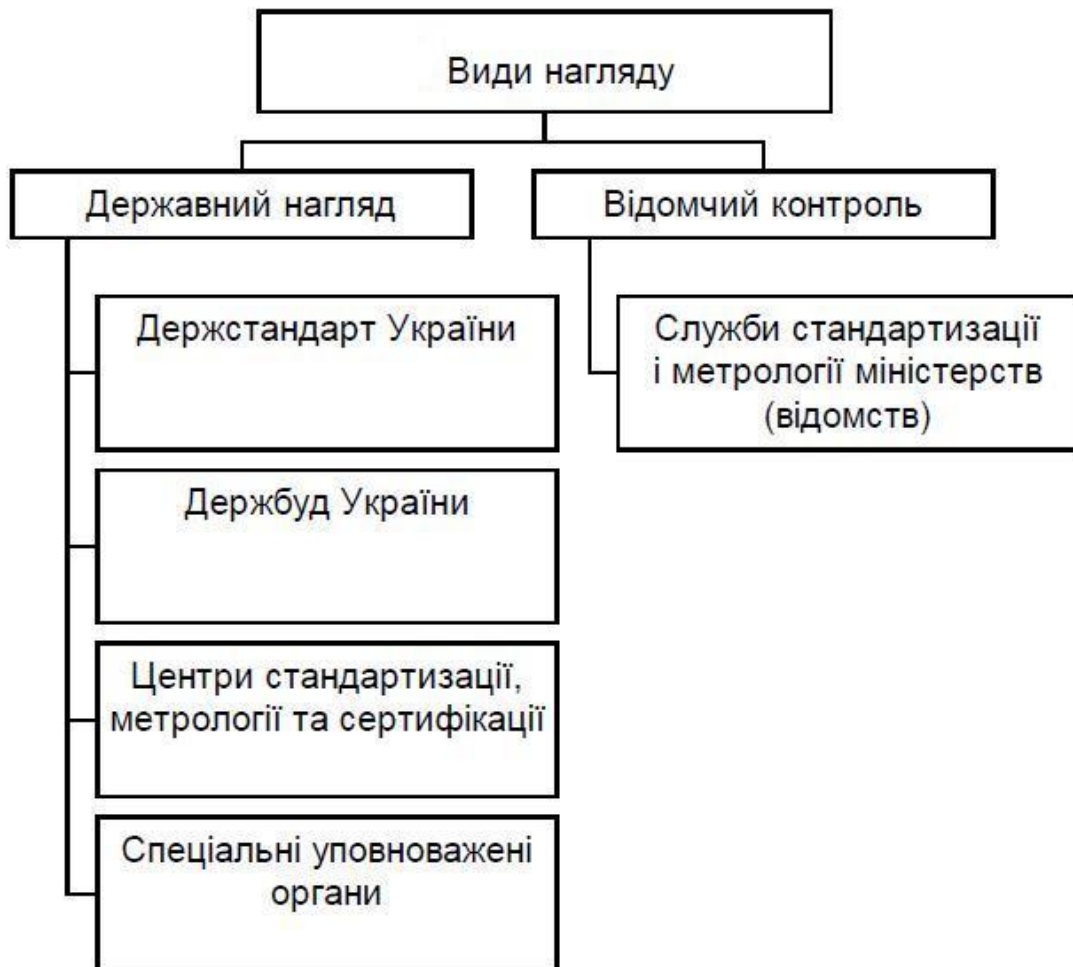 Види нагляду
Державний нагляд
Відомчий контроль
Держстандарт України
Служби стандартизації
і метрології міністерств
(відомств)
Держбуд України
Центри стандартизації,
метрології та сертифікації
Спеціальні уповноважені
органи